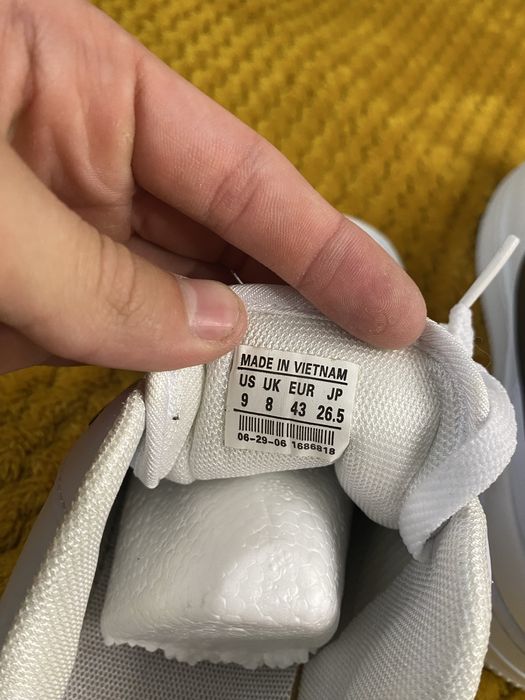 MADE IN VIETNAM
US UK EUR JP
9 8 43 26.5
06-29-06 1686818